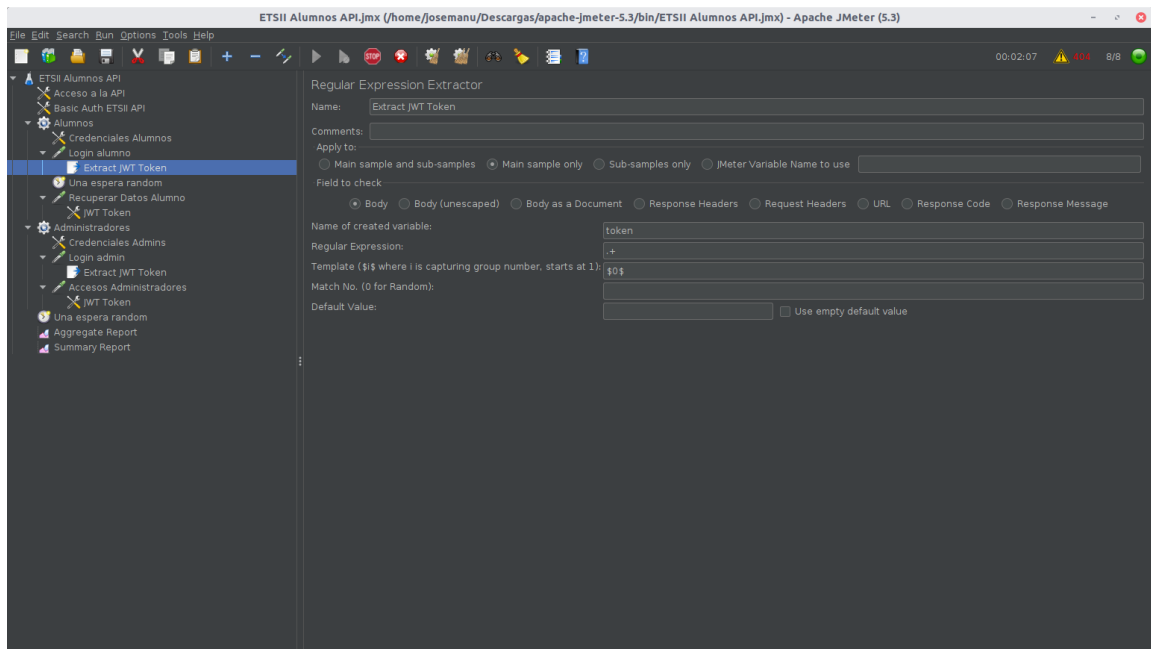 ETSII Alumnos API.jmx (/home/josemanu/Descargas/apache-jmeter-5.3/bin/ETSII Alumnos API.jmx) - Apache JMeter (5.3)
File Edit Search Run Options Tools Help
STOP
00:02:07 404 8/8
ETSII Alumnos API
Acceso a la API
Basic Auth ETSII API
Alumnos
Credenciales Alumnos
Login alumno
Extract JWT Token
Una espera random
Recuperar Datos Alumno
JWT Token
Administradores
Credenciales Admins
Login admin
Extract JWT Token
Accesos Administradores
JWT Token
Una espera random
Aggregate Report
Summary Report
Regular Expression Extractor
Name: Extract JWT Token
Comments:
Apply to:
Main sample and sub-samples Main sample only Sub-samples only JMeter Variable Name to use
Field to check
Body Body (unescaped) Body as a Document Response Headers Request Headers URL Response Code Response Message
Name of created variable: token
Regular Expression: .+
Template ($i$ where i is capturing group number, starts at 1): $0$
Match No. (0 for Random):
Default Value: Use empty default value